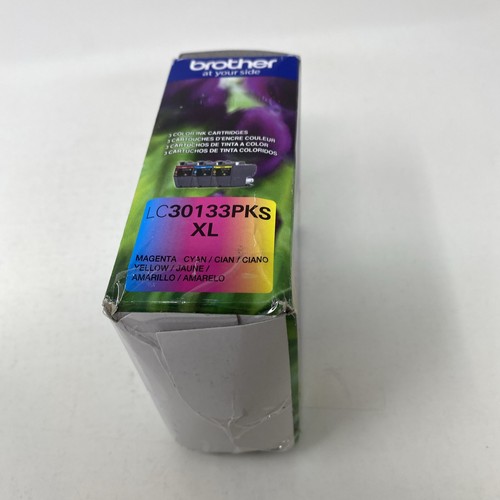 brother
at your side
3 COLOR INK CARTRIDGES
3 CARTOUCHES D'ENCRE COULEUR
3 CARTUCHOS DE TINTA A COLOR
3 CARTUCHOS DE TINTA COLORIDOS
LC30133PKS
XL
MAGENTA CYAN / CIAN / CIANO
YELLOW / JAUNE /
AMARILLO / AMARELO